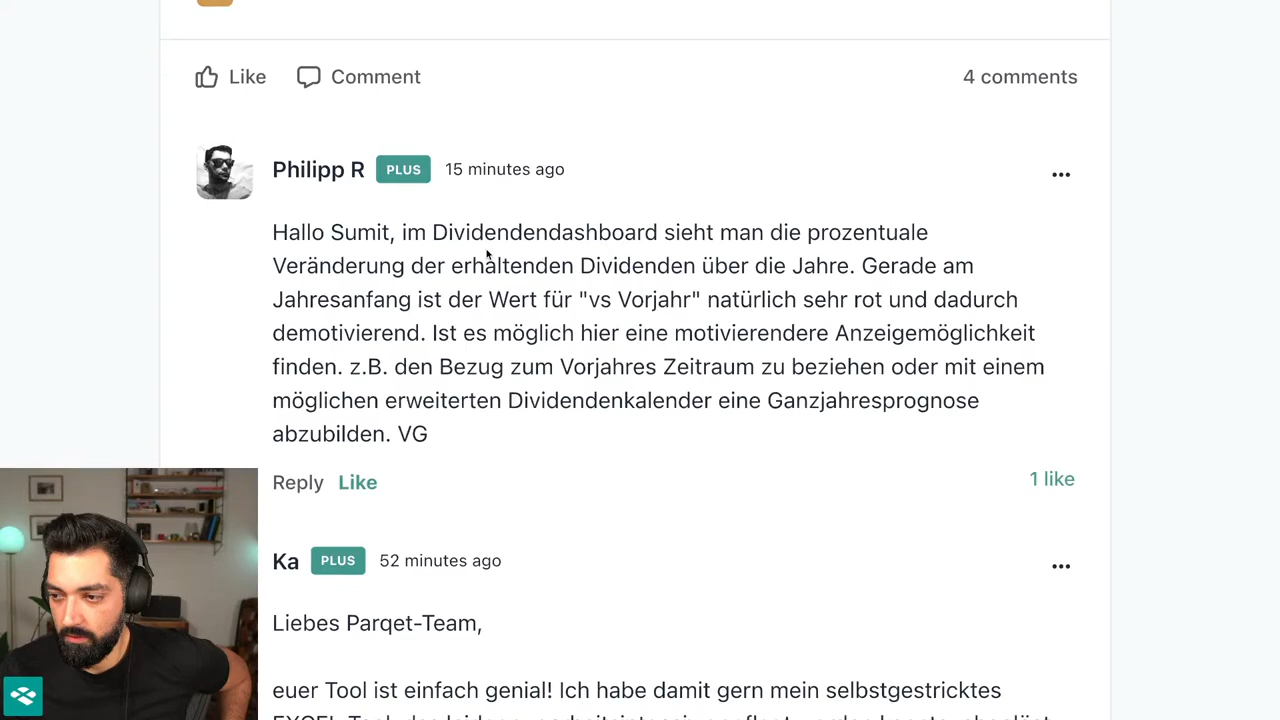 Like Comment 4 comments
Philipp R PLUS 15 minutes ago
Hallo Sumit, im Dividendendashboard sieht man die prozentuale
Veränderung der erhaltenden Dividenden über die Jahre. Gerade am
Jahresanfang ist der Wert für "vs Vorjahr" natürlich sehr rot und dadurch
demotivierend. Ist es möglich hier eine motivierendere Anzeigemöglichkeit
finden. z.B. den Bezug zum Vorjahres Zeitraum zu beziehen oder mit einem
möglichen erweiterten Dividendenkalender eine Ganzjahresprognose
abzubilden. VG
Reply Like 1 like
Ka PLUS 52 minutes ago
Liebes Parqet-Team,
euer Tool ist einfach genial! Ich habe damit gern mein selbstgestricktes